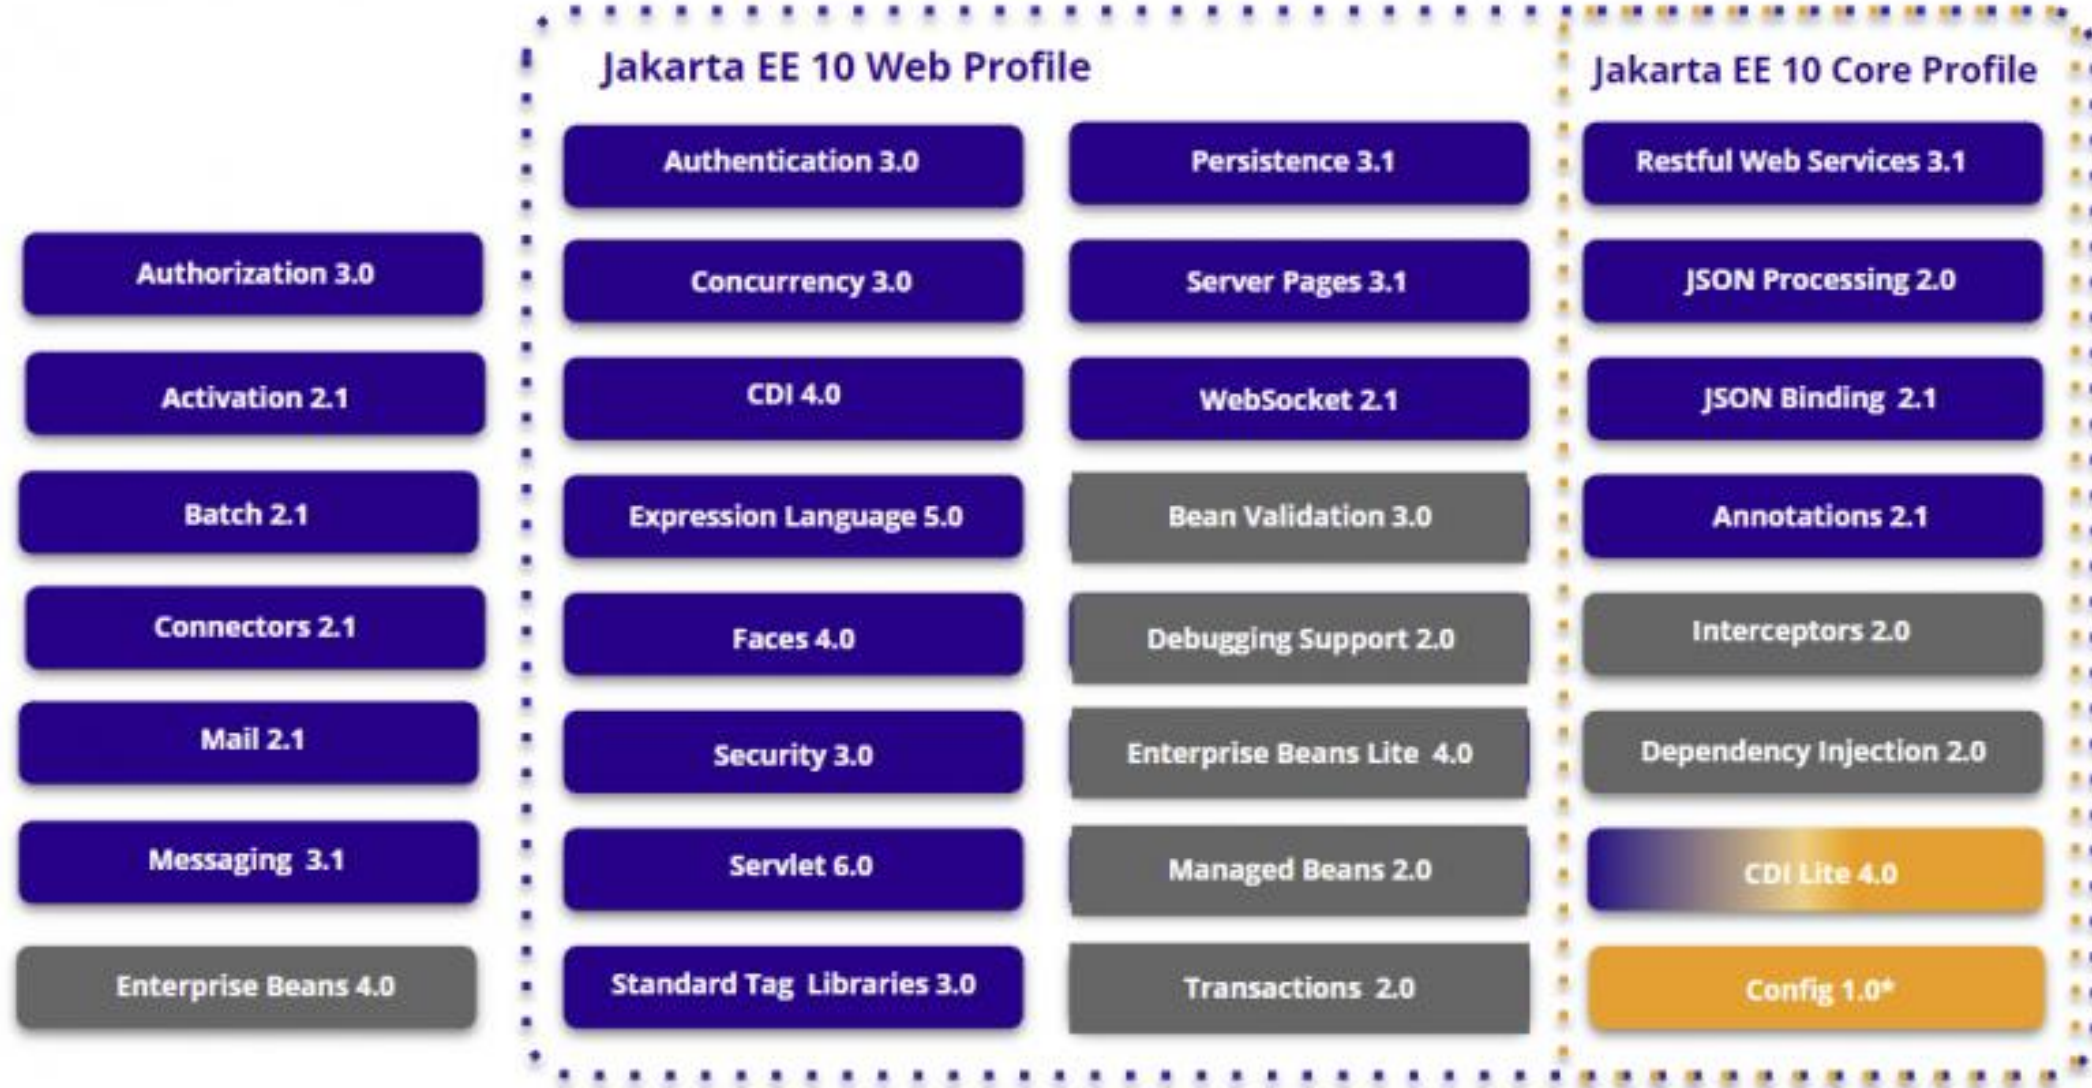 Authorization 3.0
Activation 2.1
Batch 2.1
Connectors 2.1
Mail 2.1
Messaging 3.1
Enterprise Beans 4.0
Jakarta EE 10 Web Profile
Authentication 3.0
Concurrency 3.0
CDI 4.0
Expression Language 5.0
Faces 4.0
Security 3.0
Servlet 6.0
Standard Tag Libraries 3.0
Persistence 3.1
Server Pages 3.1
WebSocket 2.1
Bean Validation 3.0
Debugging Support 2.0
Enterprise Beans Lite 4.0
Managed Beans 2.0
Transactions 2.0
Jakarta EE 10 Core Profile
Restful Web Services 3.1
JSON Processing 2.0
JSON Binding 2.1
Annotations 2.1
Interceptors 2.0
Dependency Injection 2.0
CDI Lite 4.0
Config 1.0*